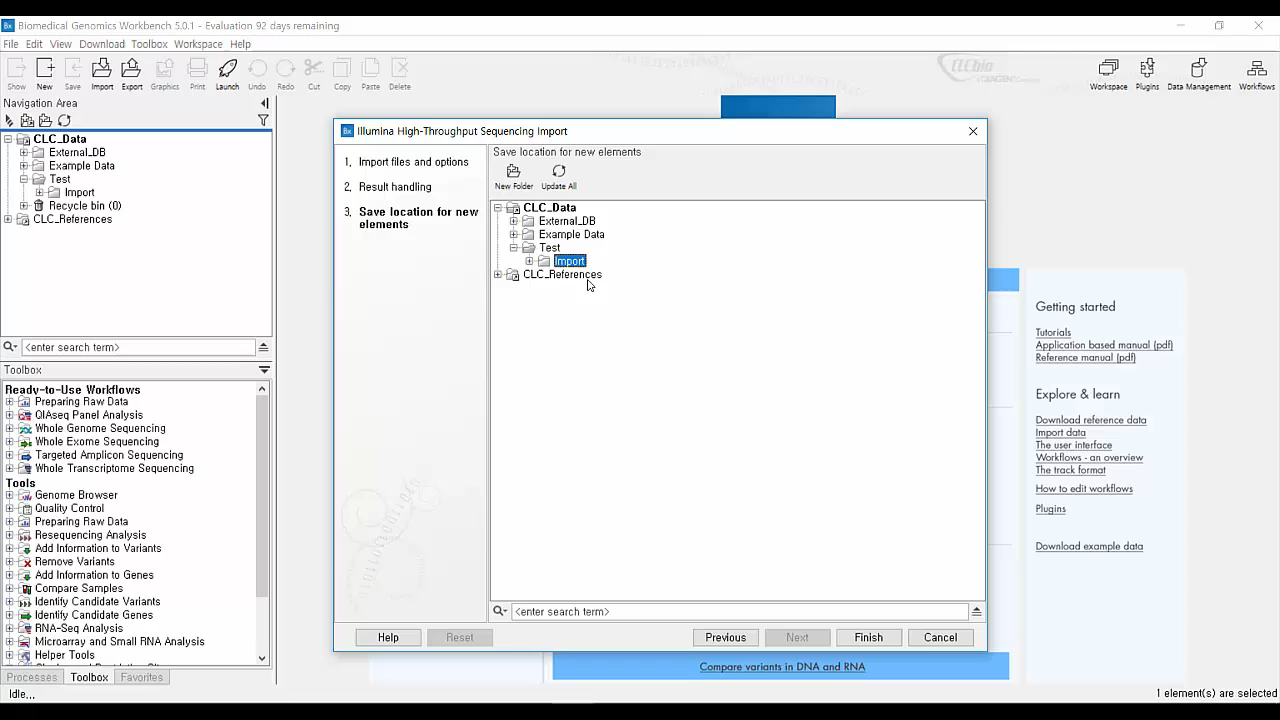 Biomedical Genomics Workbench 5.0.1 - Evaluation 92 days remaining
File Edit View Download Toolbox Workspace Help
Show New Save Import Export Graphics Print Launch Undo Redo Cut Copy Paste Delete
Workspace Plugins Data Management Workflows
Navigation Area
CLC_Data
External_DB
Example Data
Test
Import
Recycle bin (0)
CLC_References
<enter search term>
Toolbox
Ready-to-Use Workflows
Preparing Raw Data
QIAseq Panel Analysis
Whole Genome Sequencing
Whole Exome Sequencing
Targeted Amplicon Sequencing
Whole Transcriptome Sequencing
Tools
Genome Browser
Quality Control
Preparing Raw Data
Resequencing Analysis
Add Information to Variants
Remove Variants
Add Information to Genes
Compare Samples
Identify Candidate Variants
Identify Candidate Genes
RNA-Seq Analysis
Microarray and Small RNA Analysis
Helper Tools
Processes Toolbox Favorites
Idle...
Illumina High-Throughput Sequencing Import
1. Import files and options
2. Result handling
3. Save location for new
elements
Save location for new elements
New Folder Update All
CLC_Data
External_DB
Example Data
Test
Import
CLC_References
<enter search term>
Help Reset Previous Next Finish Cancel
Getting started
Tutorials
Application based manual (pdf)
Reference manual (pdf)
Explore & learn
Download reference data
Import data
The user interface
Workflows - an overview
The track format
How to edit workflows
Plugins
Download example data
Compare variants in DNA and RNA
1 element(s) are selected